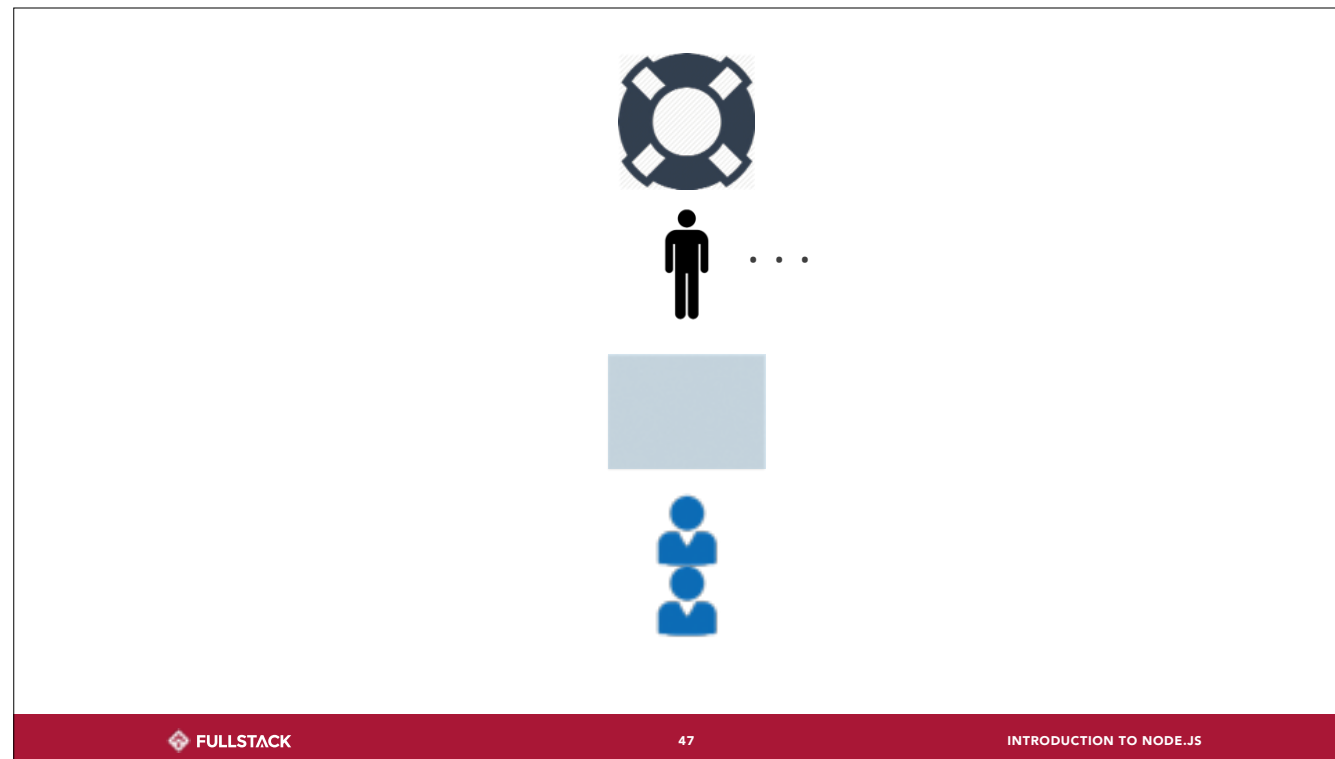 . . .
FULLSTACK
47
INTRODUCTION TO NODE.JS